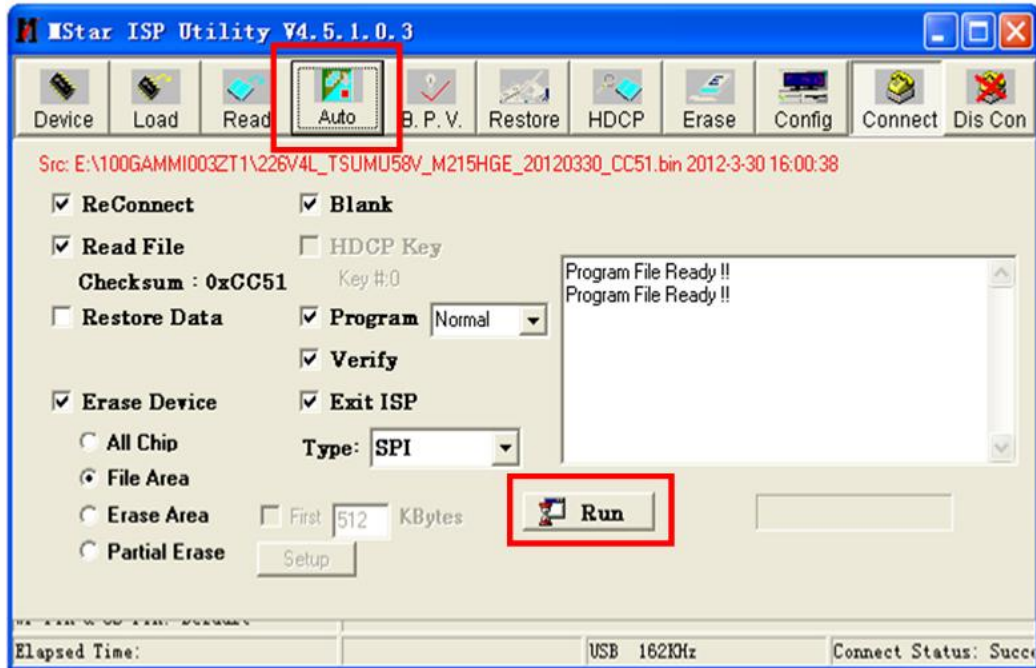 MStar ISP Utility V4.5.1.0.3
Device Load Read Auto B. P. V. Restore HDCP Erase Config Connect Dis Con
Src: E:\100GAMMI003ZT1\226V4L_TSUMU58V_M215HGE_20120330_CC51.bin 2012-3-30 16:00:38
ReConnect Blank
Read File HDCP Key
Checksum : 0xCC51 Key #:0
Program File Ready !!
Program File Ready !!
Restore Data Program Normal
Verify
Erase Device Exit ISP
All Chip Type: SPI
File Area
Erase Area First 512 KBytes Run
Partial Erase Setup
Elapsed Time: USB 162KHz Connect Status: Succe